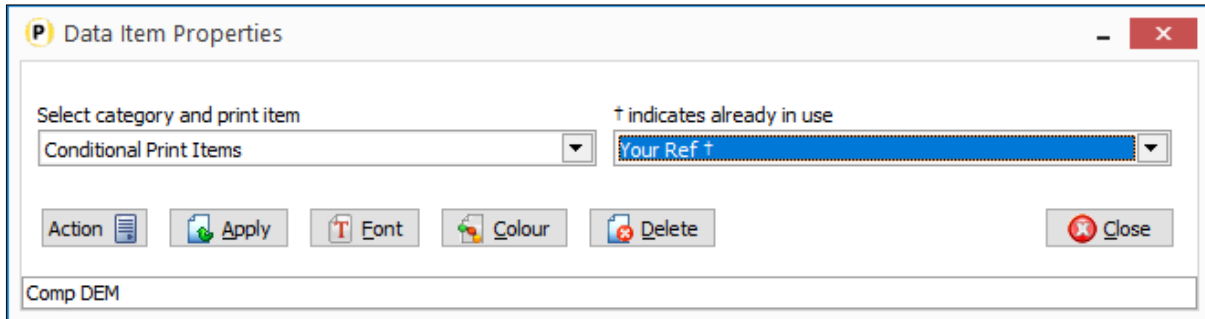 P Data Item Properties
Select category and print item † indicates already in use
Conditional Print Items Your Ref †
Action Apply Font Colour Delete Close
Comp DEM